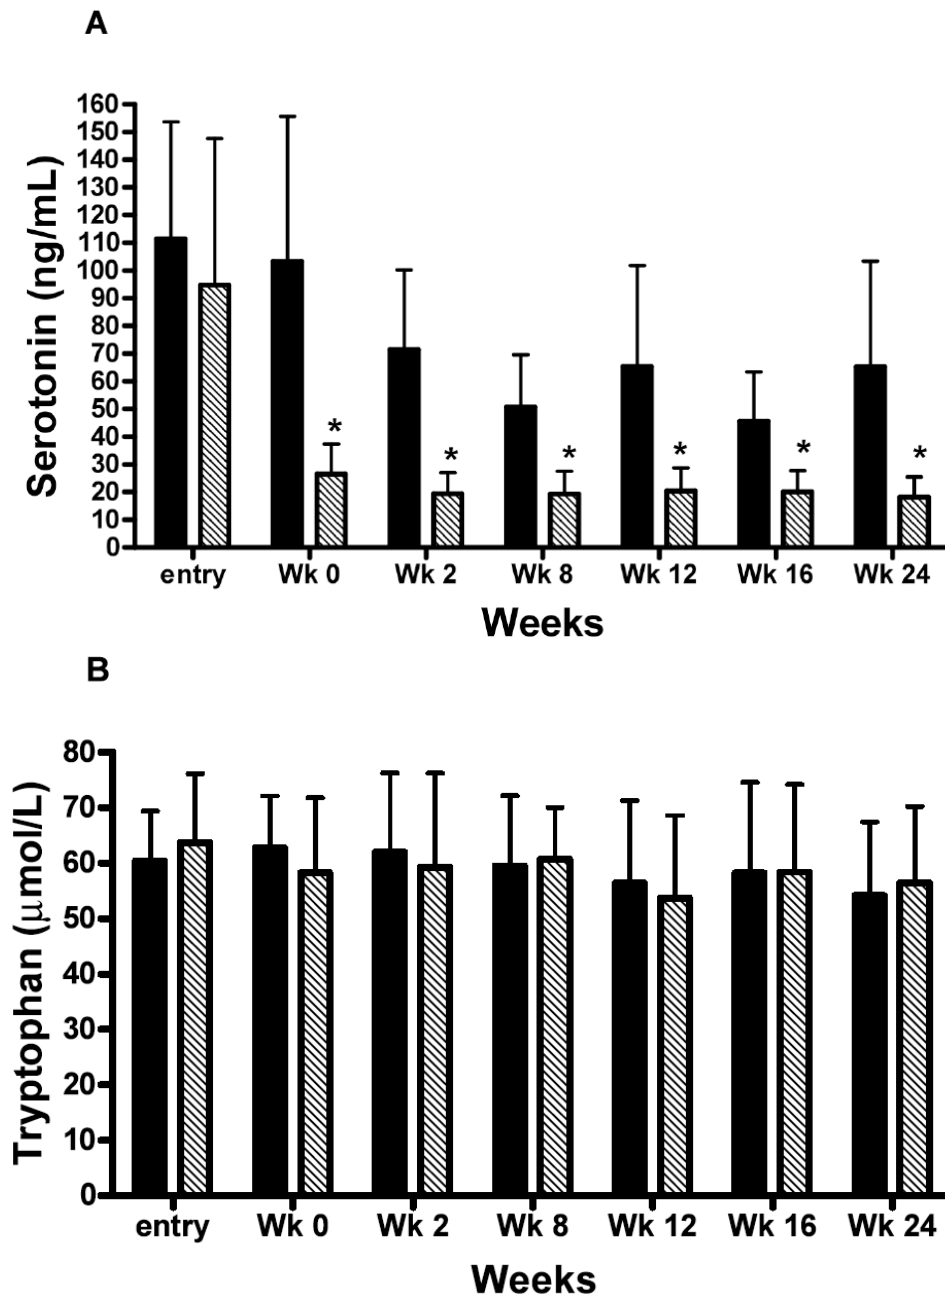 A
Serotonin (ng/mL)
160
150
140
130
120
110
100
90
80
70
60
50
40
30
20
10
0
* * * * * *
entry Wk 0 Wk 2 Wk 8 Wk 12 Wk 16 Wk 24
Weeks
B
Tryptophan (μmol/L)
80
70
60
50
40
30
20
10
0
entry Wk 0 Wk 2 Wk 8 Wk 12 Wk 16 Wk 24
Weeks